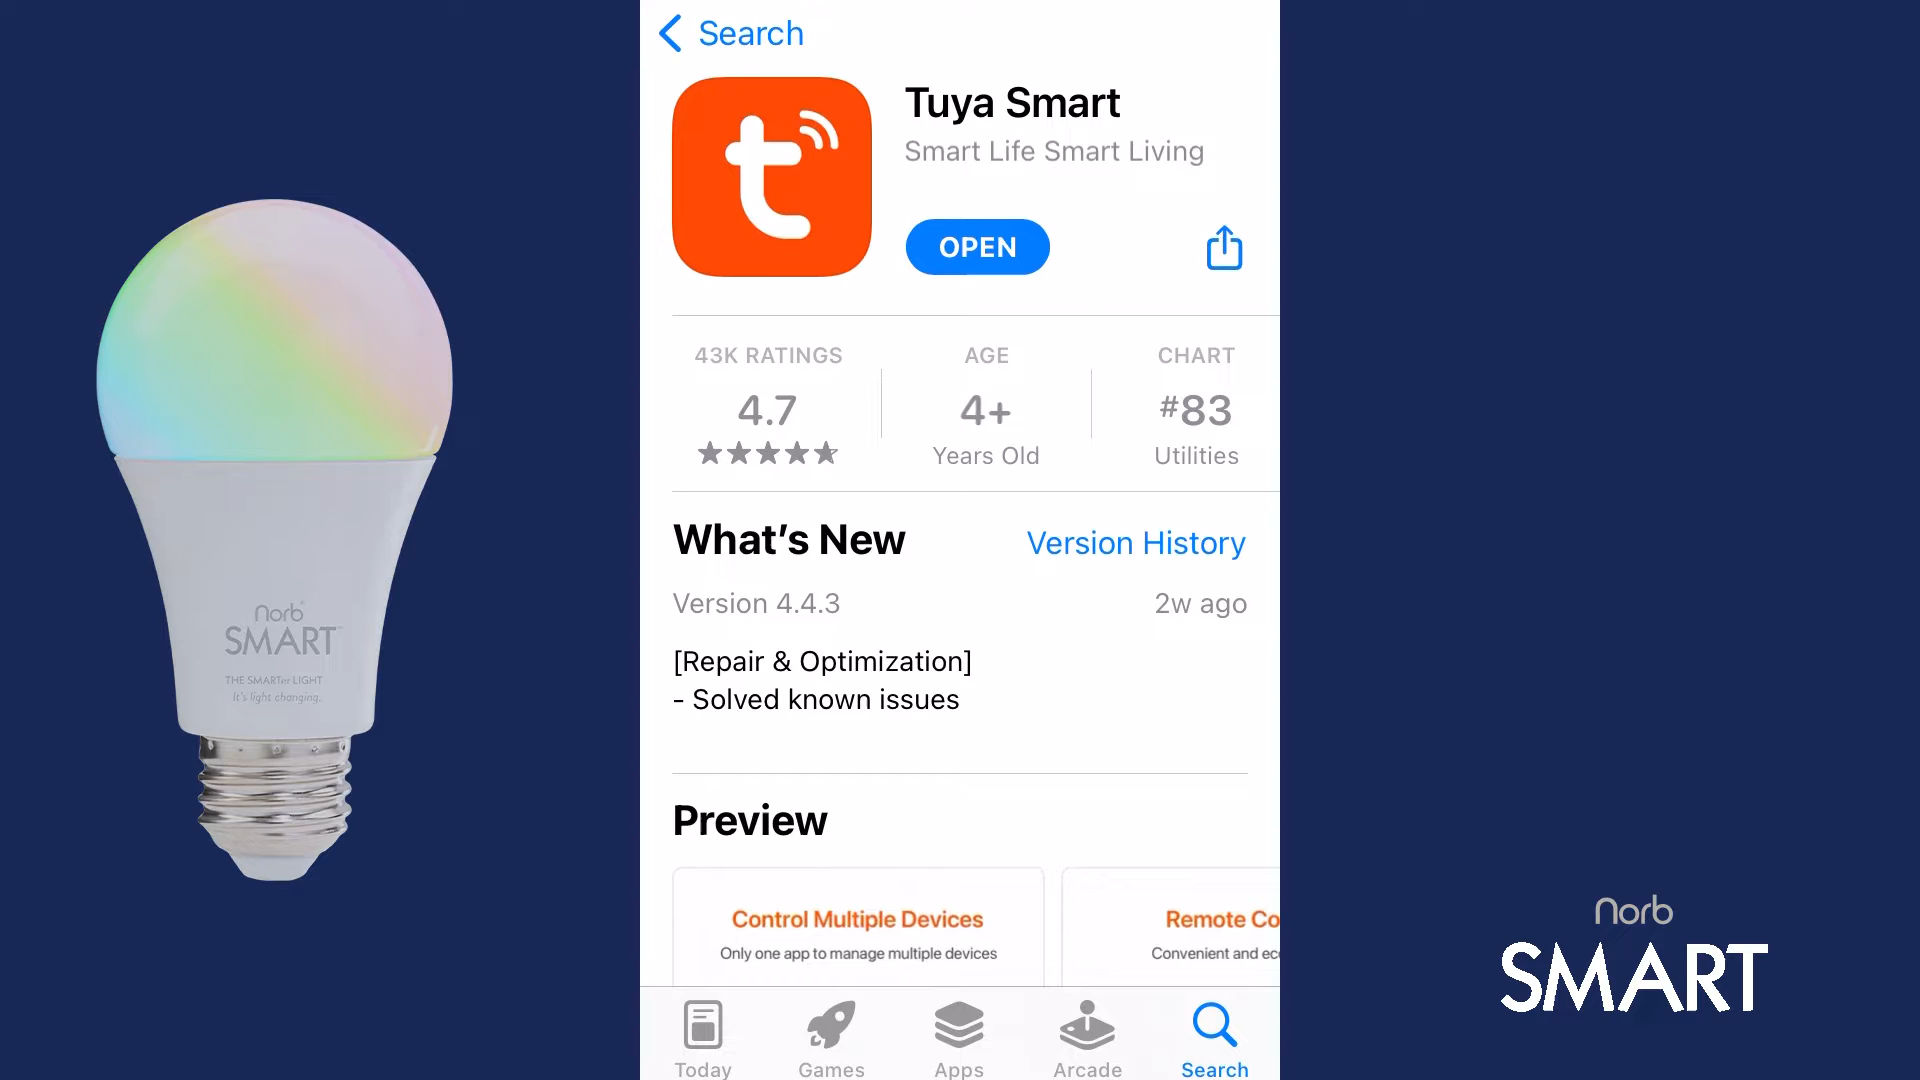 Search
Tuya Smart
Smart Life Smart Living
OPEN
43K RATINGS
4.7
AGE
4+
Years Old
CHART
#83
Utilities
What's New
Version History
Version 4.4.3
2w ago
[Repair & Optimization]
- Solved known issues
Preview
Control Multiple Devices
Only one app to manage multiple devices
Remote Co
Convenient and ec
Today
Games
Apps
Arcade
Search
norb
SMART™
THE SMARTer LIGHT
It's light changing.
norb
SMART